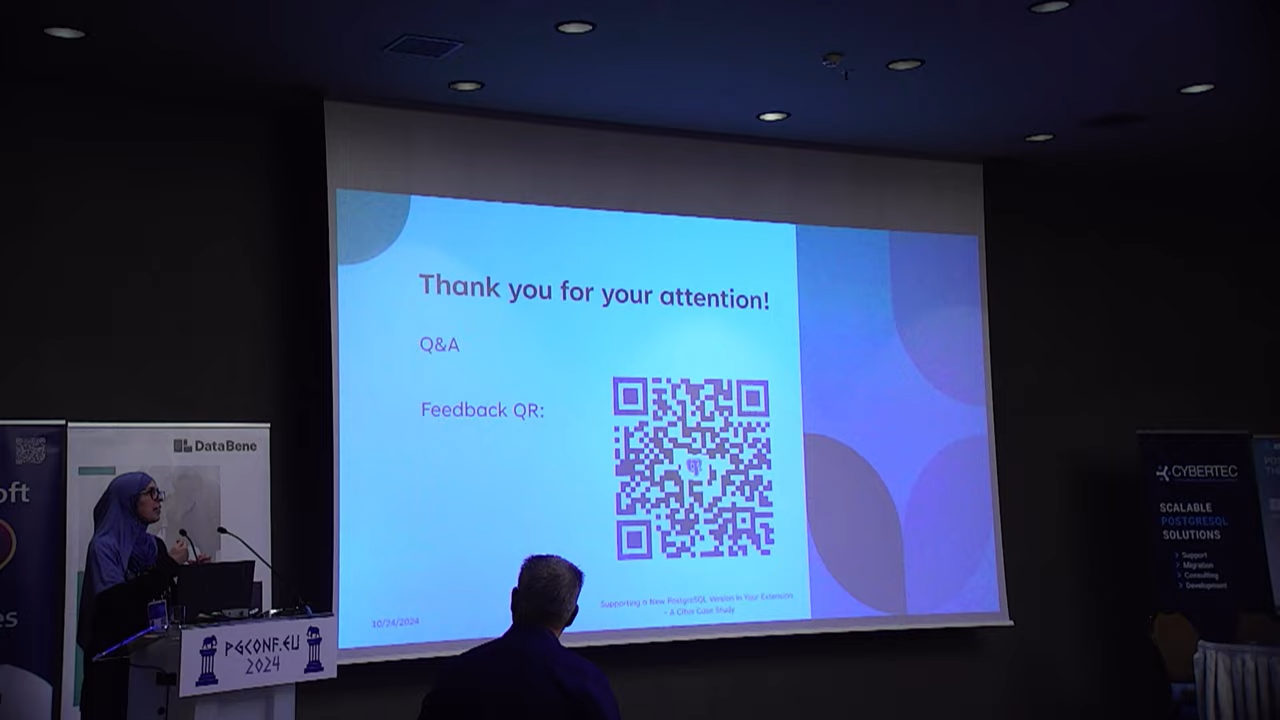 Thank you for your attention!
Q&A
Feedback QR:
Supporting a New PostgreSQL Version in Your Extension
- A Citus Case Study
10/24/2024
oft
es
DataBene
PGCONF.EU
2024
CYBERTEC
SCALABLE
POSTGRESQL
SOLUTIONS
> Support
> Migration
> Consulting
> Development